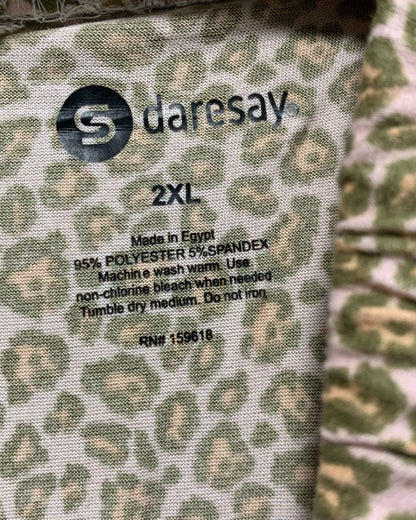 S daresay.
2XL
Made in Egypt
95% POLYESTER 5%SPANDEX
Machine wash warm. Use
non-chlorine bleach when needed
Tumble dry medium. Do not iron
RN# 159618